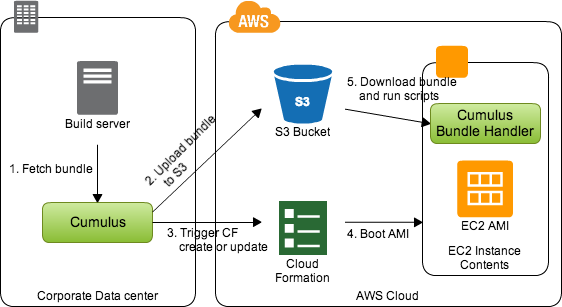 AWS
Build server
1. Fetch bundle
Cumulus
2. Upload bundle
to S3
3. Trigger CF
create or update
S3
S3 Bucket
Cloud
Formation
5. Download bundle
and run scripts
4. Boot AMI
Cumulus
Bundle Handler
EC2 AMI
EC2 Instance
Contents
Corporate Data center
AWS Cloud